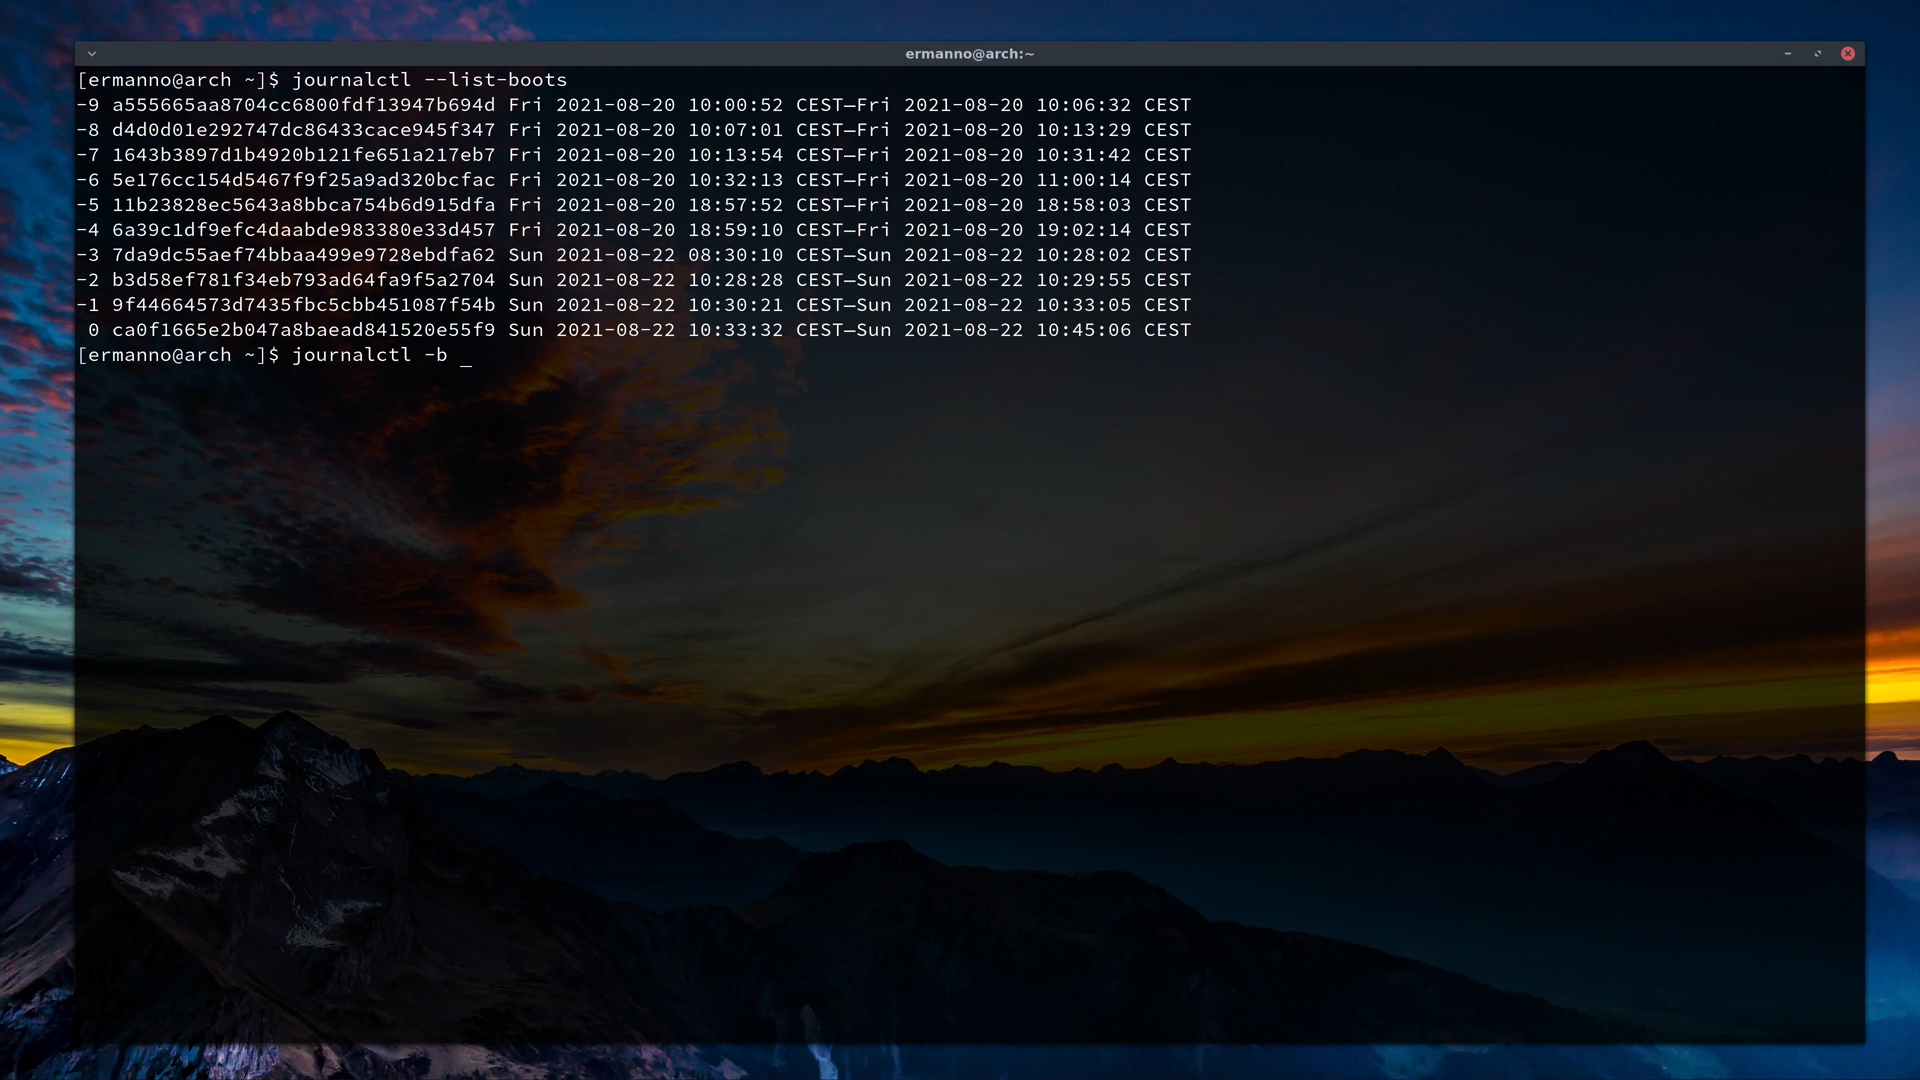 ermanno@arch:~
[ermanno@arch ~]$ journalctl --list-boots
-9 a555665aa8704cc6800fdf13947b694d Fri 2021-08-20 10:00:52 CEST—Fri 2021-08-20 10:06:32 CEST
-8 d4d0d01e292747dc86433cace945f347 Fri 2021-08-20 10:07:01 CEST—Fri 2021-08-20 10:13:29 CEST
-7 1643b3897d1b4920b121fe651a217eb7 Fri 2021-08-20 10:13:54 CEST—Fri 2021-08-20 10:31:42 CEST
-6 5e176cc154d5467f9f25a9ad320bcfac Fri 2021-08-20 10:32:13 CEST—Fri 2021-08-20 11:00:14 CEST
-5 11b23828ec5643a8bbca754b6d915dfa Fri 2021-08-20 18:57:52 CEST—Fri 2021-08-20 18:58:03 CEST
-4 6a39c1df9efc4daabde983380e33d457 Fri 2021-08-20 18:59:10 CEST—Fri 2021-08-20 19:02:14 CEST
-3 7da9dc55aef74bbaa499e9728ebdfa62 Sun 2021-08-22 08:30:10 CEST—Sun 2021-08-22 10:28:02 CEST
-2 b3d58ef781f34eb793ad64fa9f5a2704 Sun 2021-08-22 10:28:28 CEST—Sun 2021-08-22 10:29:55 CEST
-1 9f44664573d7435fbc5cbb451087f54b Sun 2021-08-22 10:30:21 CEST—Sun 2021-08-22 10:33:05 CEST
 0 ca0f1665e2b047a8baead841520e55f9 Sun 2021-08-22 10:33:32 CEST—Sun 2021-08-22 10:45:06 CEST
[ermanno@arch ~]$ journalctl -b _